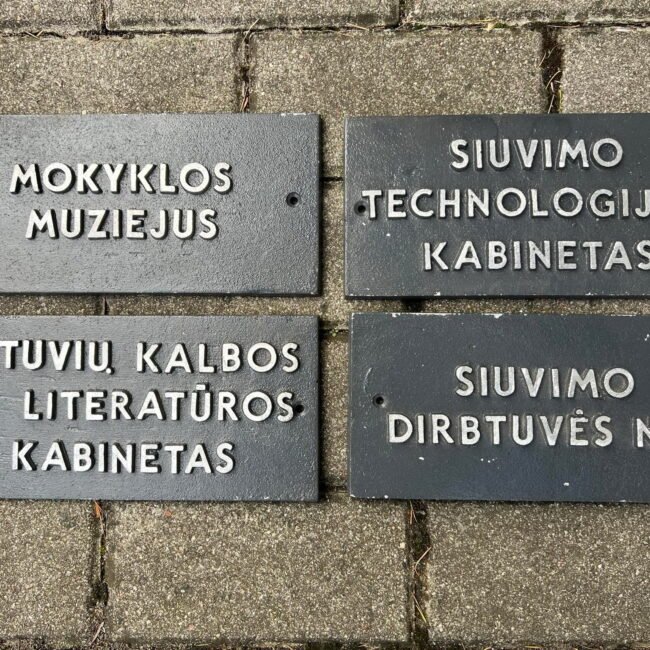 MOKYKLOS
MUZIEJUS
SIUVIMO
TECHNOLOGIJ
KABINETAS
TUVIŲ KALBOS
LITERATŪROS
KABINETAS
SIUVIMO
DIRBTUVĖS N